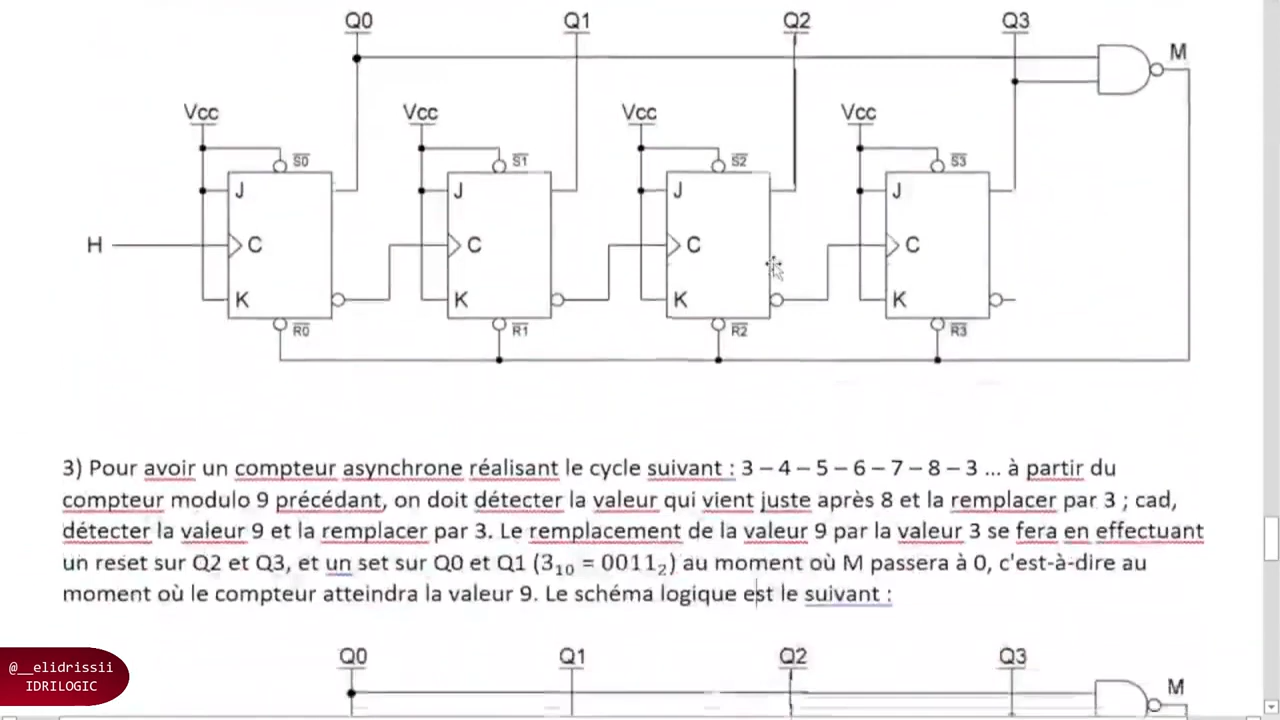 Q0 Q1 Q2 Q3 M
Vcc Vcc Vcc Vcc
S0 S1 S2 S3
J J J J
H C C C C
K K K K
R0 R1 R2 R3
3) Pour avoir un compteur asynchrone réalisant le cycle suivant : 3 – 4 – 5 – 6 – 7 – 8 – 3 ... à partir du
compteur modulo 9 précédant, on doit détecter la valeur qui vient juste après 8 et la remplacer par 3 ; cad,
détecter la valeur 9 et la remplacer par 3. Le remplacement de la valeur 9 par la valeur 3 se fera en effectuant
un reset sur Q2 et Q3, et un set sur Q0 et Q1 (3₁₀ = 0011₂) au moment où M passera à 0, c'est-à-dire au
moment où le compteur atteindra la valeur 9. Le schéma logique est le suivant :
Q0 Q1 Q2 Q3 M
@__elidrissii
IDRILOGIC